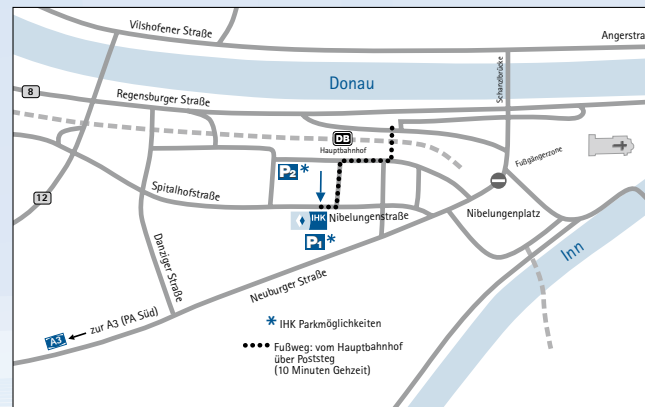 Vilshofener Straße
Angerstra
Schanzlbrücke
Donau
8
Regensburger Straße
DB
Hauptbahnhof
Fußgängerzone
P2 *
12
Spitalhofstraße
IHK
Nibelungenstraße
Nibelungenplatz
P1 *
Inn
Danziger Straße
Neuburger Straße
A3
zur A3 (PA Süd)
* IHK Parkmöglichkeiten
Fußweg: vom Hauptbahnhof
über Poststeg
(10 Minuten Gehzeit)